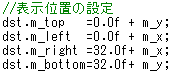 //表示位置の設定
dst.m_top   =0.0f + m_y;
dst.m_left  =0.0f + m_x;
dst.m_right =32.0f+ m_x;
dst.m_bottom=32.0f+ m_y;